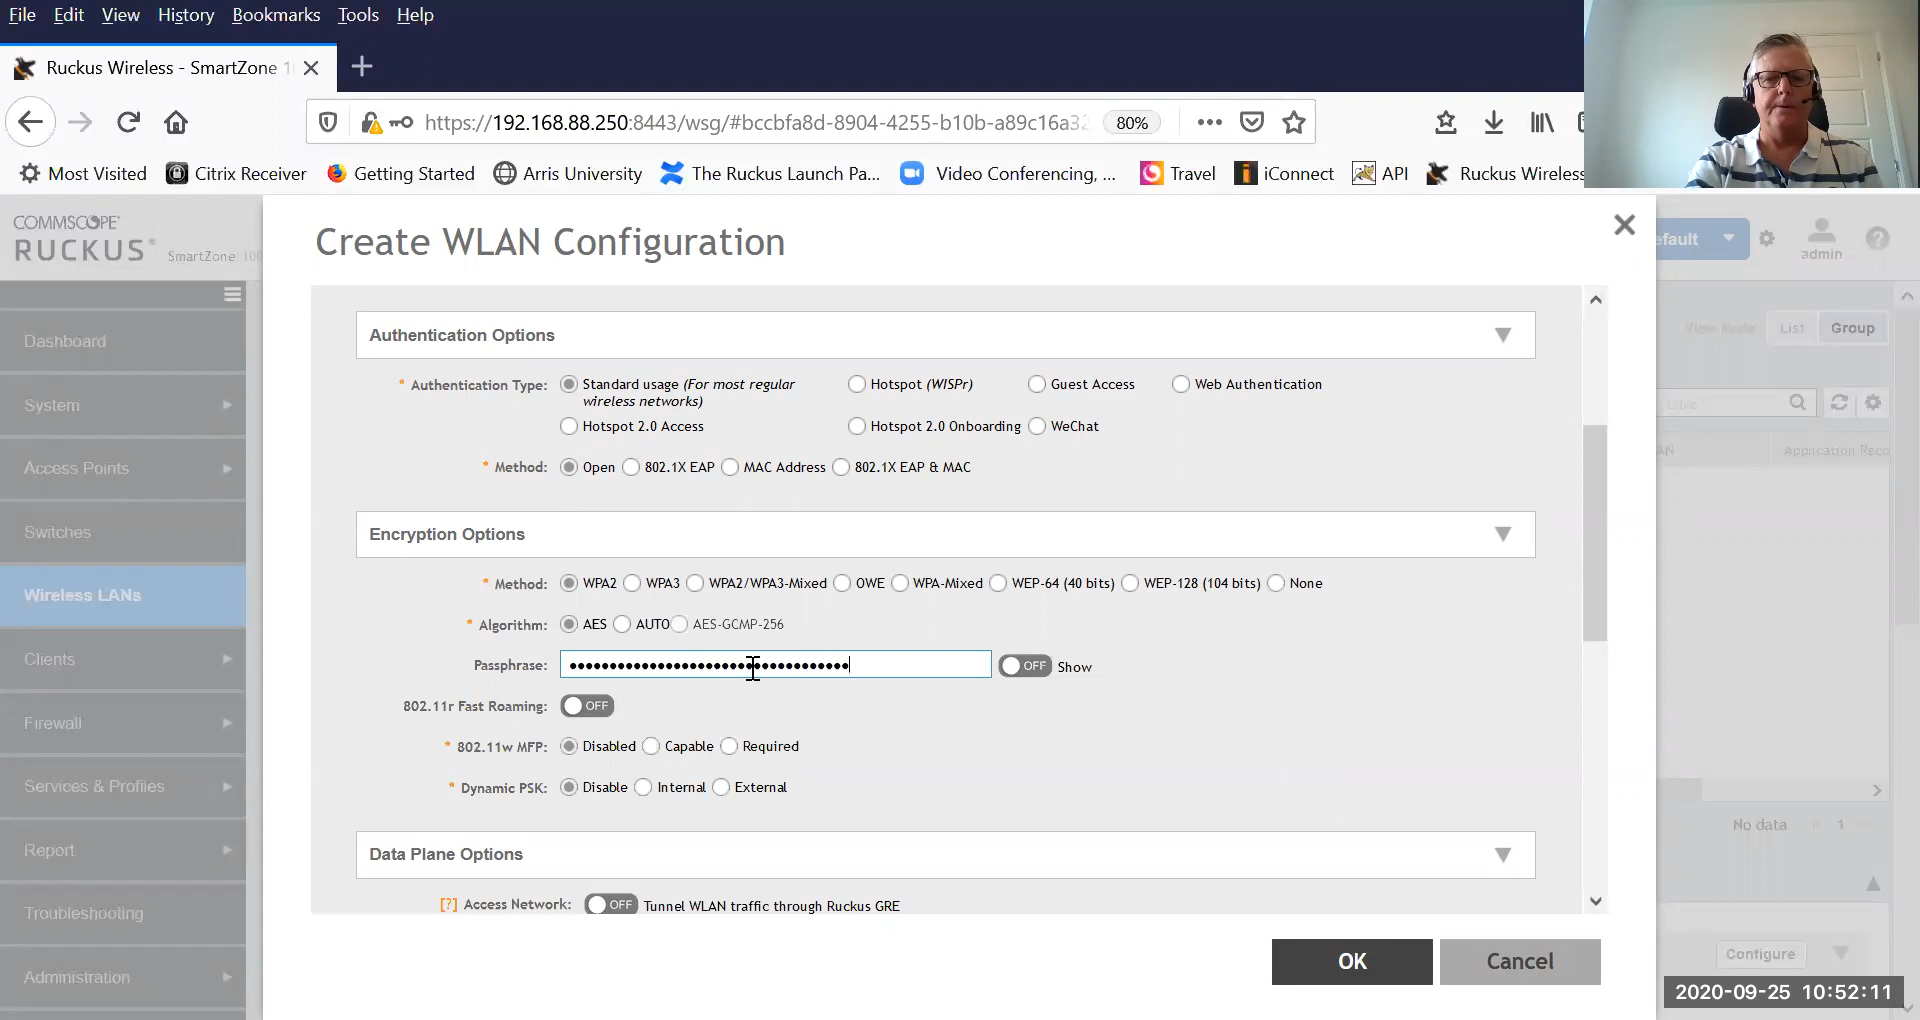 File Edit View History Bookmarks Tools Help
Ruckus Wireless - SmartZone
https://192.168.88.250:8443/wsg/#bccbfa8d-8904-4255-b10b-a89c16a32 80%
Most Visited Citrix Receiver Getting Started Arris University The Ruckus Launch Pa... Video Conferencing, ... Travel iConnect API Ruckus Wireless
COMMSCOPE
RUCKUS SmartZone 100
Create WLAN Configuration
efault
admin
Dashboard
System
Access Points
Switches
Wireless LANs
Clients
Firewall
Services & Profiles
Report
Troubleshooting
Administration
Authentication Options
* Authentication Type: Standard usage (For most regular wireless networks) Hotspot (WISPr) Guest Access Web Authentication
Hotspot 2.0 Access Hotspot 2.0 Onboarding WeChat
* Method: Open 802.1X EAP MAC Address 802.1X EAP & MAC
Encryption Options
* Method: WPA2 WPA3 WPA2/WPA3-Mixed OWE WPA-Mixed WEP-64 (40 bits) WEP-128 (104 bits) None
* Algorithm: AES AUTO AES-GCMP-256
Passphrase: ••••••••••••••••••••••••••••••••••• OFF Show
802.11r Fast Roaming: OFF
* 802.11w MFP: Disabled Capable Required
* Dynamic PSK: Disable Internal External
Data Plane Options
[?] Access Network: OFF Tunnel WLAN traffic through Ruckus GRE
OK Cancel
View Mode: List Group
Application Reco
No data 1
Configure
2020-09-25 10:52:11